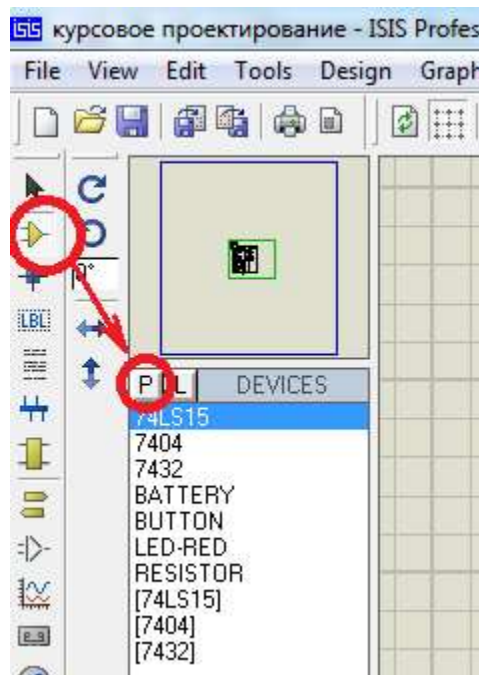 isis курсовое проектирование - ISIS Profes
File View Edit Tools Design Graph
LBL
P L DEVICES
74LS15
7404
7432
BATTERY
BUTTON
LED-RED
RESISTOR
[74LS15]
[7404]
[7432]